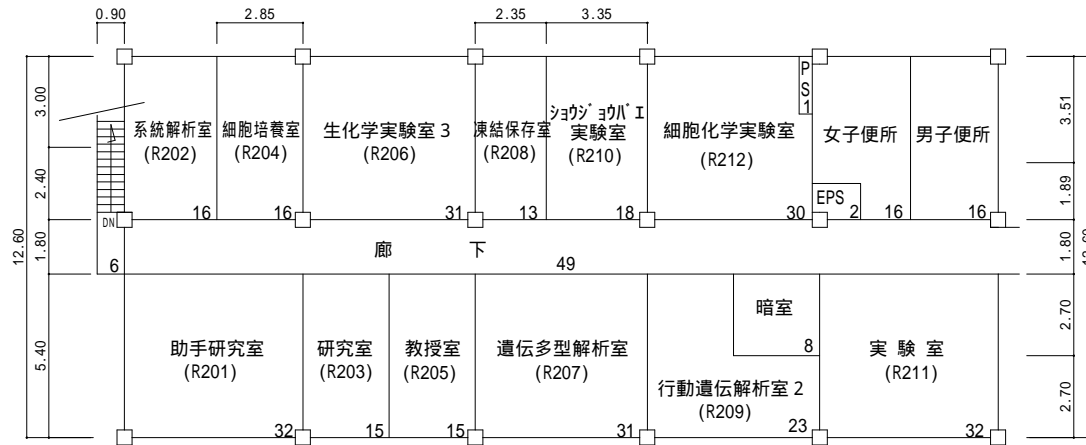 0.90
2.85
2.35
3.35
12.60
3.00
2.40
1.80
5.40
系統解析室
(R202)
16
細胞培養室
(R204)
16
生化学実験室3
(R206)
31
凍結保存室
(R208)
13
ショウジョウバエ
実験室
(R210)
18
細胞化学実験室
(R212)
30
PS1
女子便所
16
EPS
2
男子便所
16
DN
6
廊下
49
助手研究室
(R201)
32
研究室
(R203)
15
教授室
(R205)
15
遺伝多型解析室
(R207)
31
暗室
8
行動遺伝解析室2
(R209)
23
実験室
(R211)
32
3.51
1.89
1.80
2.70
2.70